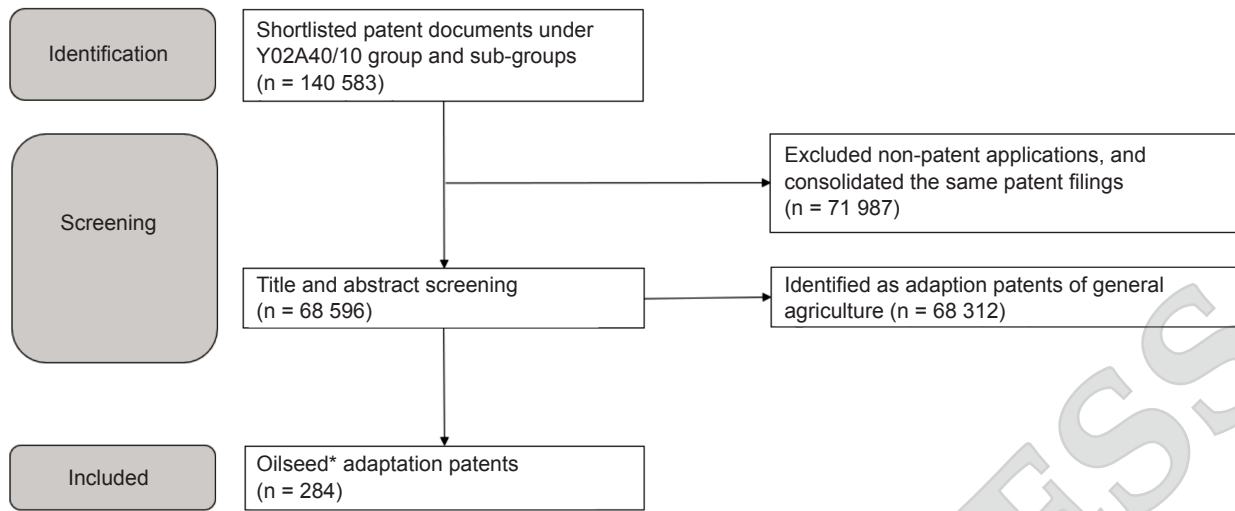 Identification
Shortlisted patent documents under
Y02A40/10 group and sub-groups
(n = 140 583)
Screening
Excluded non-patent applications, and
consolidated the same patent filings
(n = 71 987)
Title and abstract screening
(n = 68 596)
Identified as adaption patents of general
agriculture (n = 68 312)
Included
Oilseed* adaptation patents
(n = 284)
ESS